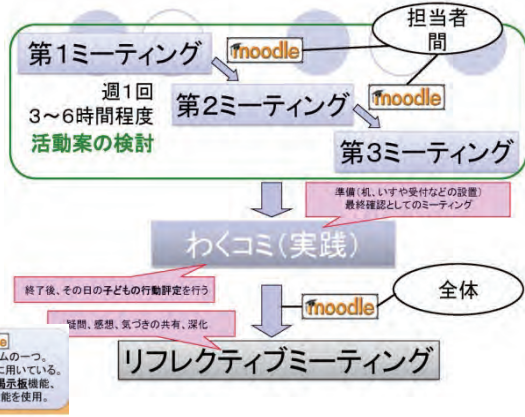 担当者
間
第1ミーティング
moodle
週1回
3～6時間程度
活動案の検討
第2ミーティング
moodle
第3ミーティング
準備(机、いすや受付などの設置)
最終確認としてのミーティング
わくコミ(実践)
終了後、その日の子どもの行動評定を行う
全体
moodle
疑問、感想、気づきの共有、深化
リフレクティブミーティング
ムの一つ。
に用いている。
掲示板機能、
能を使用。